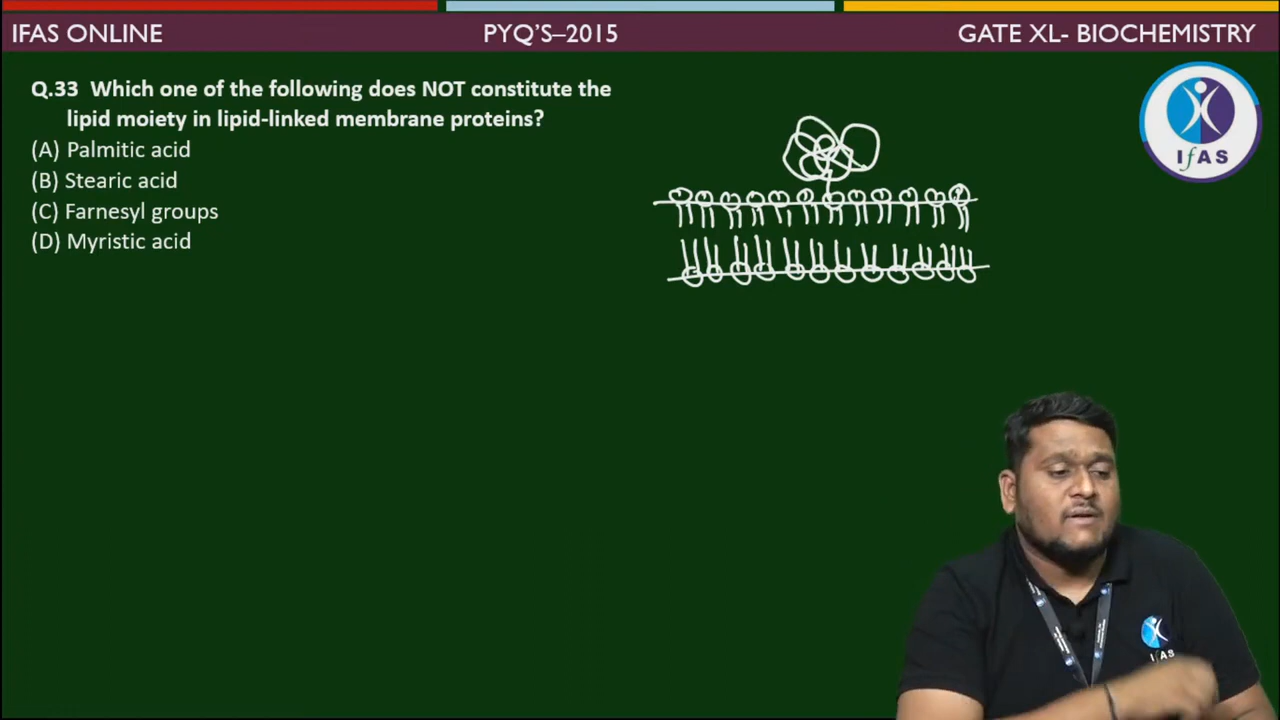 IFAS ONLINE
PYQ'S–2015
GATE XL- BIOCHEMISTRY
Q.33 Which one of the following does NOT constitute the
lipid moiety in lipid-linked membrane proteins?
(A) Palmitic acid
(B) Stearic acid
(C) Farnesyl groups
(D) Myristic acid
IfAS
IfAS